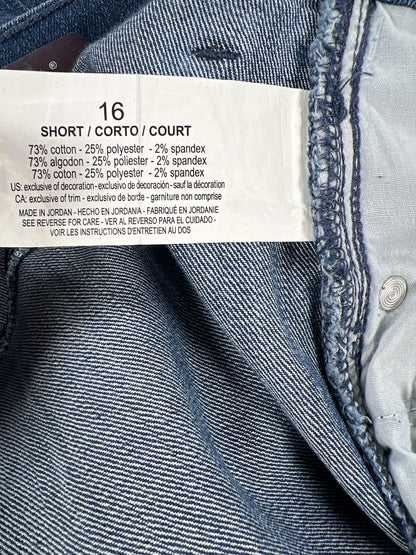 16
SHORT / CORTO / COURT
73% cotton - 25% polyester - 2% spandex
73% algodon - 25% poliester - 2% spandex
73% coton - 25% polyester - 2% spandex
US: exclusive of decoration - exclusivo de decoración - sauf la décoration
CA: exclusive of trim - exclusivo de borde - garniture non comprise
MADE IN JORDAN - HECHO EN JORDANIA - FABRIQUÉ EN JORDANIE
SEE REVERSE FOR CARE - VER AL REVERSO PARA EL CUIDADO -
VOIR LES INSTRUCTIONS D'ENTRETIEN AU DOS